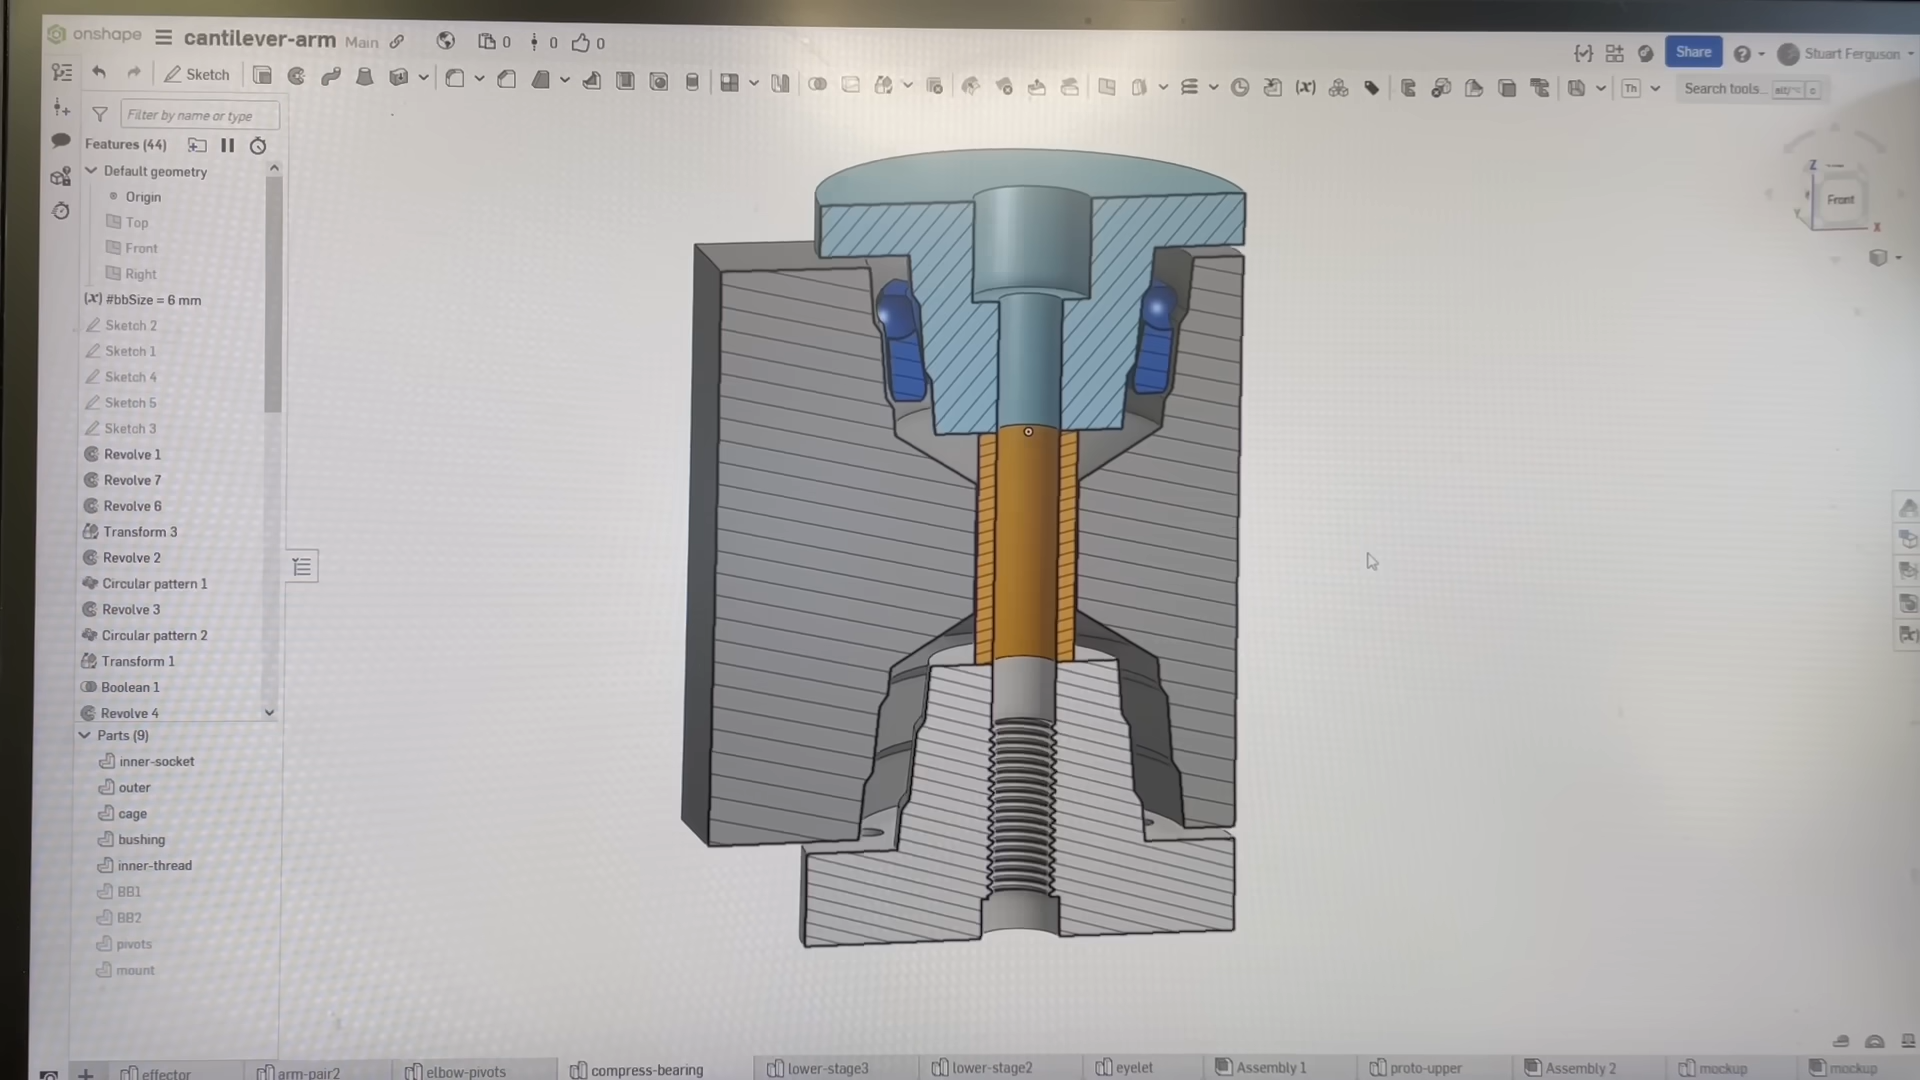 onshape
cantilever-arm Main
0
0
0
Share
Stuart Ferguson
Sketch
Th
Search tools...
Filter by name or type
Features (44)
Default geometry
Origin
Top
Front
Right
(x) #bbSize = 6 mm
Sketch 2
Sketch 1
Sketch 4
Sketch 5
Sketch 3
Revolve 1
Revolve 7
Revolve 6
Transform 3
Revolve 2
Circular pattern 1
Revolve 3
Circular pattern 2
Transform 1
Boolean 1
Revolve 4
Parts (9)
inner-socket
outer
cage
bushing
inner-thread
BB1
BB2
pivots
mount
Z
Front
Y
X
effector
arm-pair2
elbow-pivots
compress-bearing
lower-stage3
lower-stage2
eyelet
Assembly 1
proto-upper
Assembly 2
mockup
mockup